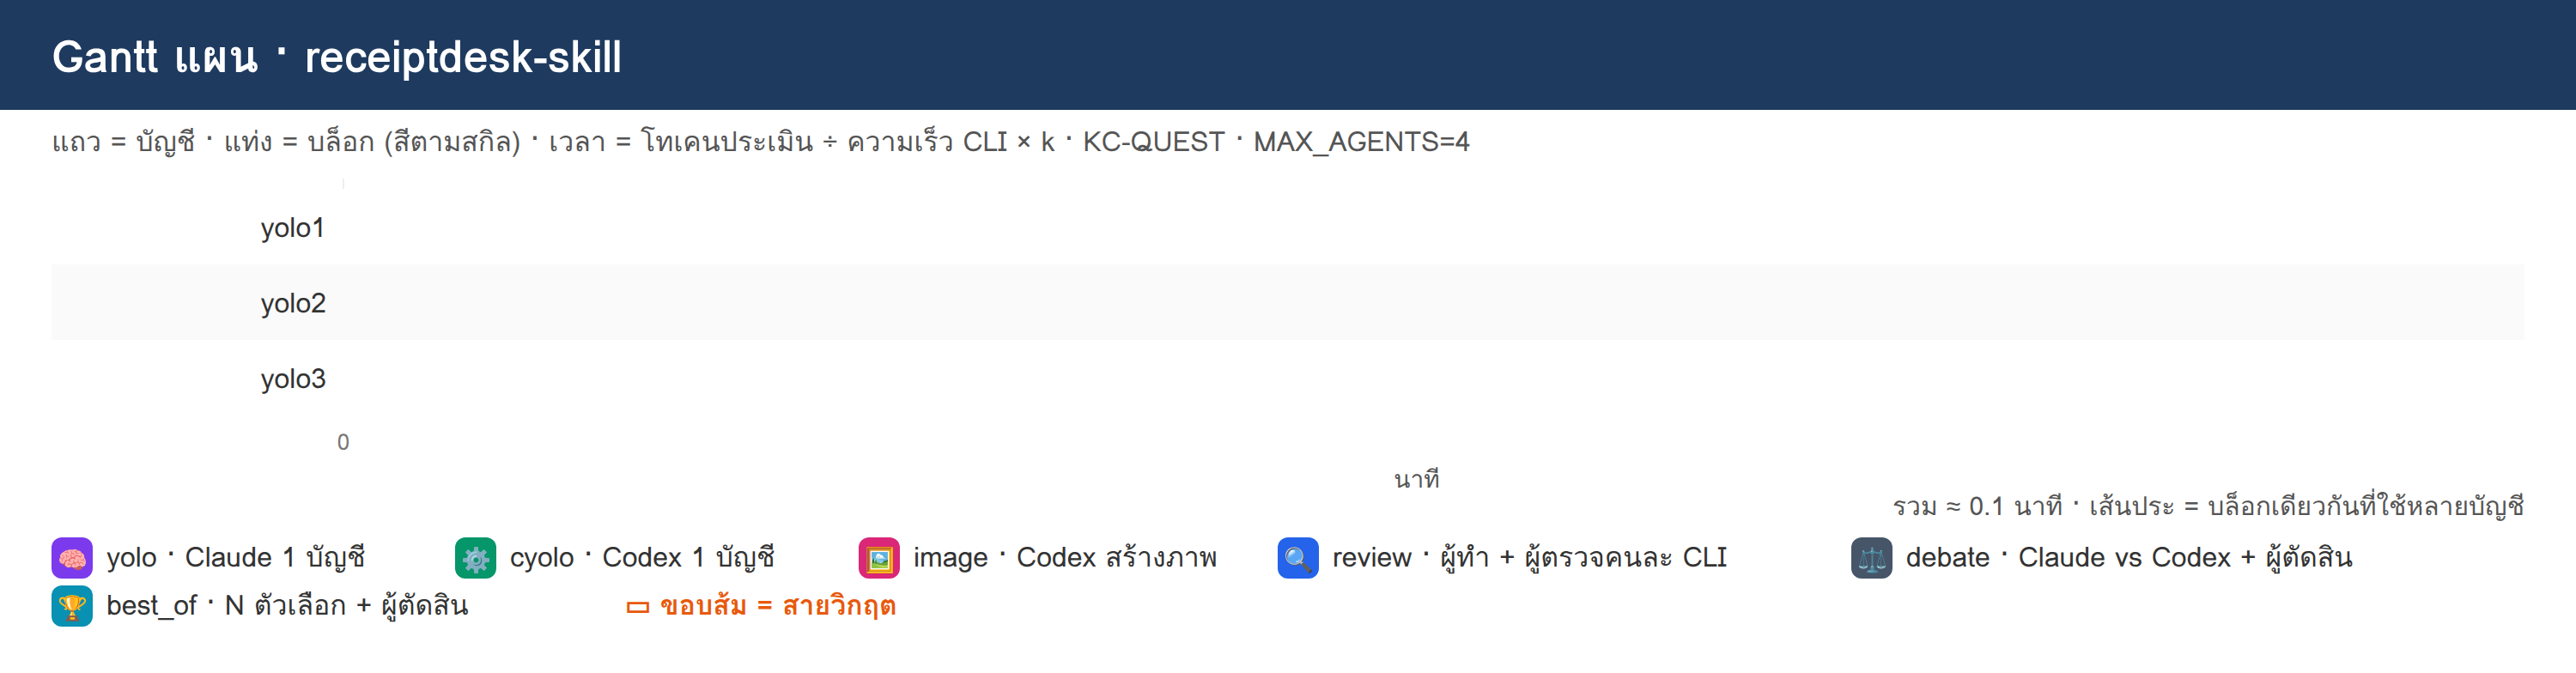 Gantt แผน · receiptdesk-skill
แถว = บัญชี · แท่ง = บล็อก (สีตามสกิล) · เวลา = โทเคนประเมิน ÷ ความเร็ว CLI × k · KC-QUEST · MAX_AGENTS=4
yolo1
yolo2
yolo3
0
นาที
รวม ≈ 0.1 นาที · เส้นประ = บล็อกเดียวกันที่ใช้หลายบัญชี
yolo · Claude 1 บัญชี cyolo · Codex 1 บัญชี image · Codex สร้างภาพ review · ผู้ทำ + ผู้ตรวจคนละ CLI debate · Claude vs Codex + ผู้ตัดสิน
best_of · N ตัวเลือก + ผู้ตัดสิน ▭ ขอบส้ม = สายวิกฤต